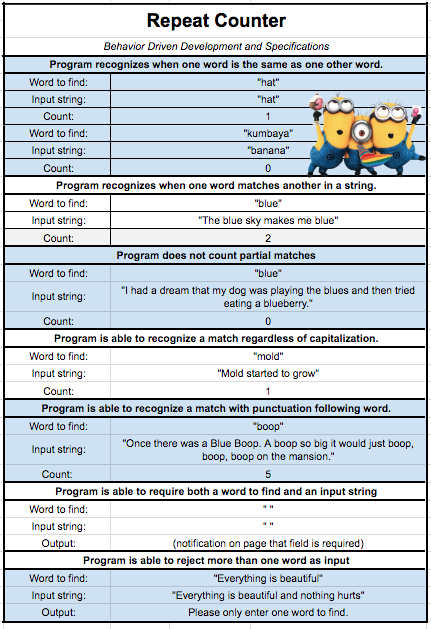 Repeat Counter
Behavior Driven Development and Specifications
Program recognizes when one word is the same as one other word.
Word to find: "hat"
Input string: "hat"
Count: 1
Word to find: "kumbaya"
Input string: "banana"
Count: 0
Program recognizes when one word matches another in a string.
Word to find: "blue"
Input string: "The blue sky makes me blue"
Count: 2
Program does not count partial matches
Word to find: "blue"
Input string: "I had a dream that my dog was playing the blues and then tried
eating a blueberry."
Count: 0
Program is able to recognize a match regardless of capitalization.
Word to find: "mold"
Input string: "Mold started to grow"
Count: 1
Program is able to recognize a match with punctuation following word.
Word to find: "boop"
Input string: "Once there was a Blue Boop. A boop so big it would just boop,
boop, boop on the mansion."
Count: 5
Program is able to require both a word to find and an input string
Word to find: " "
Input string: " "
Output: (notification on page that field is required)
Program is able to reject more than one word as input
Word to find: "Everything is beautiful"
Input string: "Everything is beautiful and nothing hurts"
Output: Please only enter one word to find.